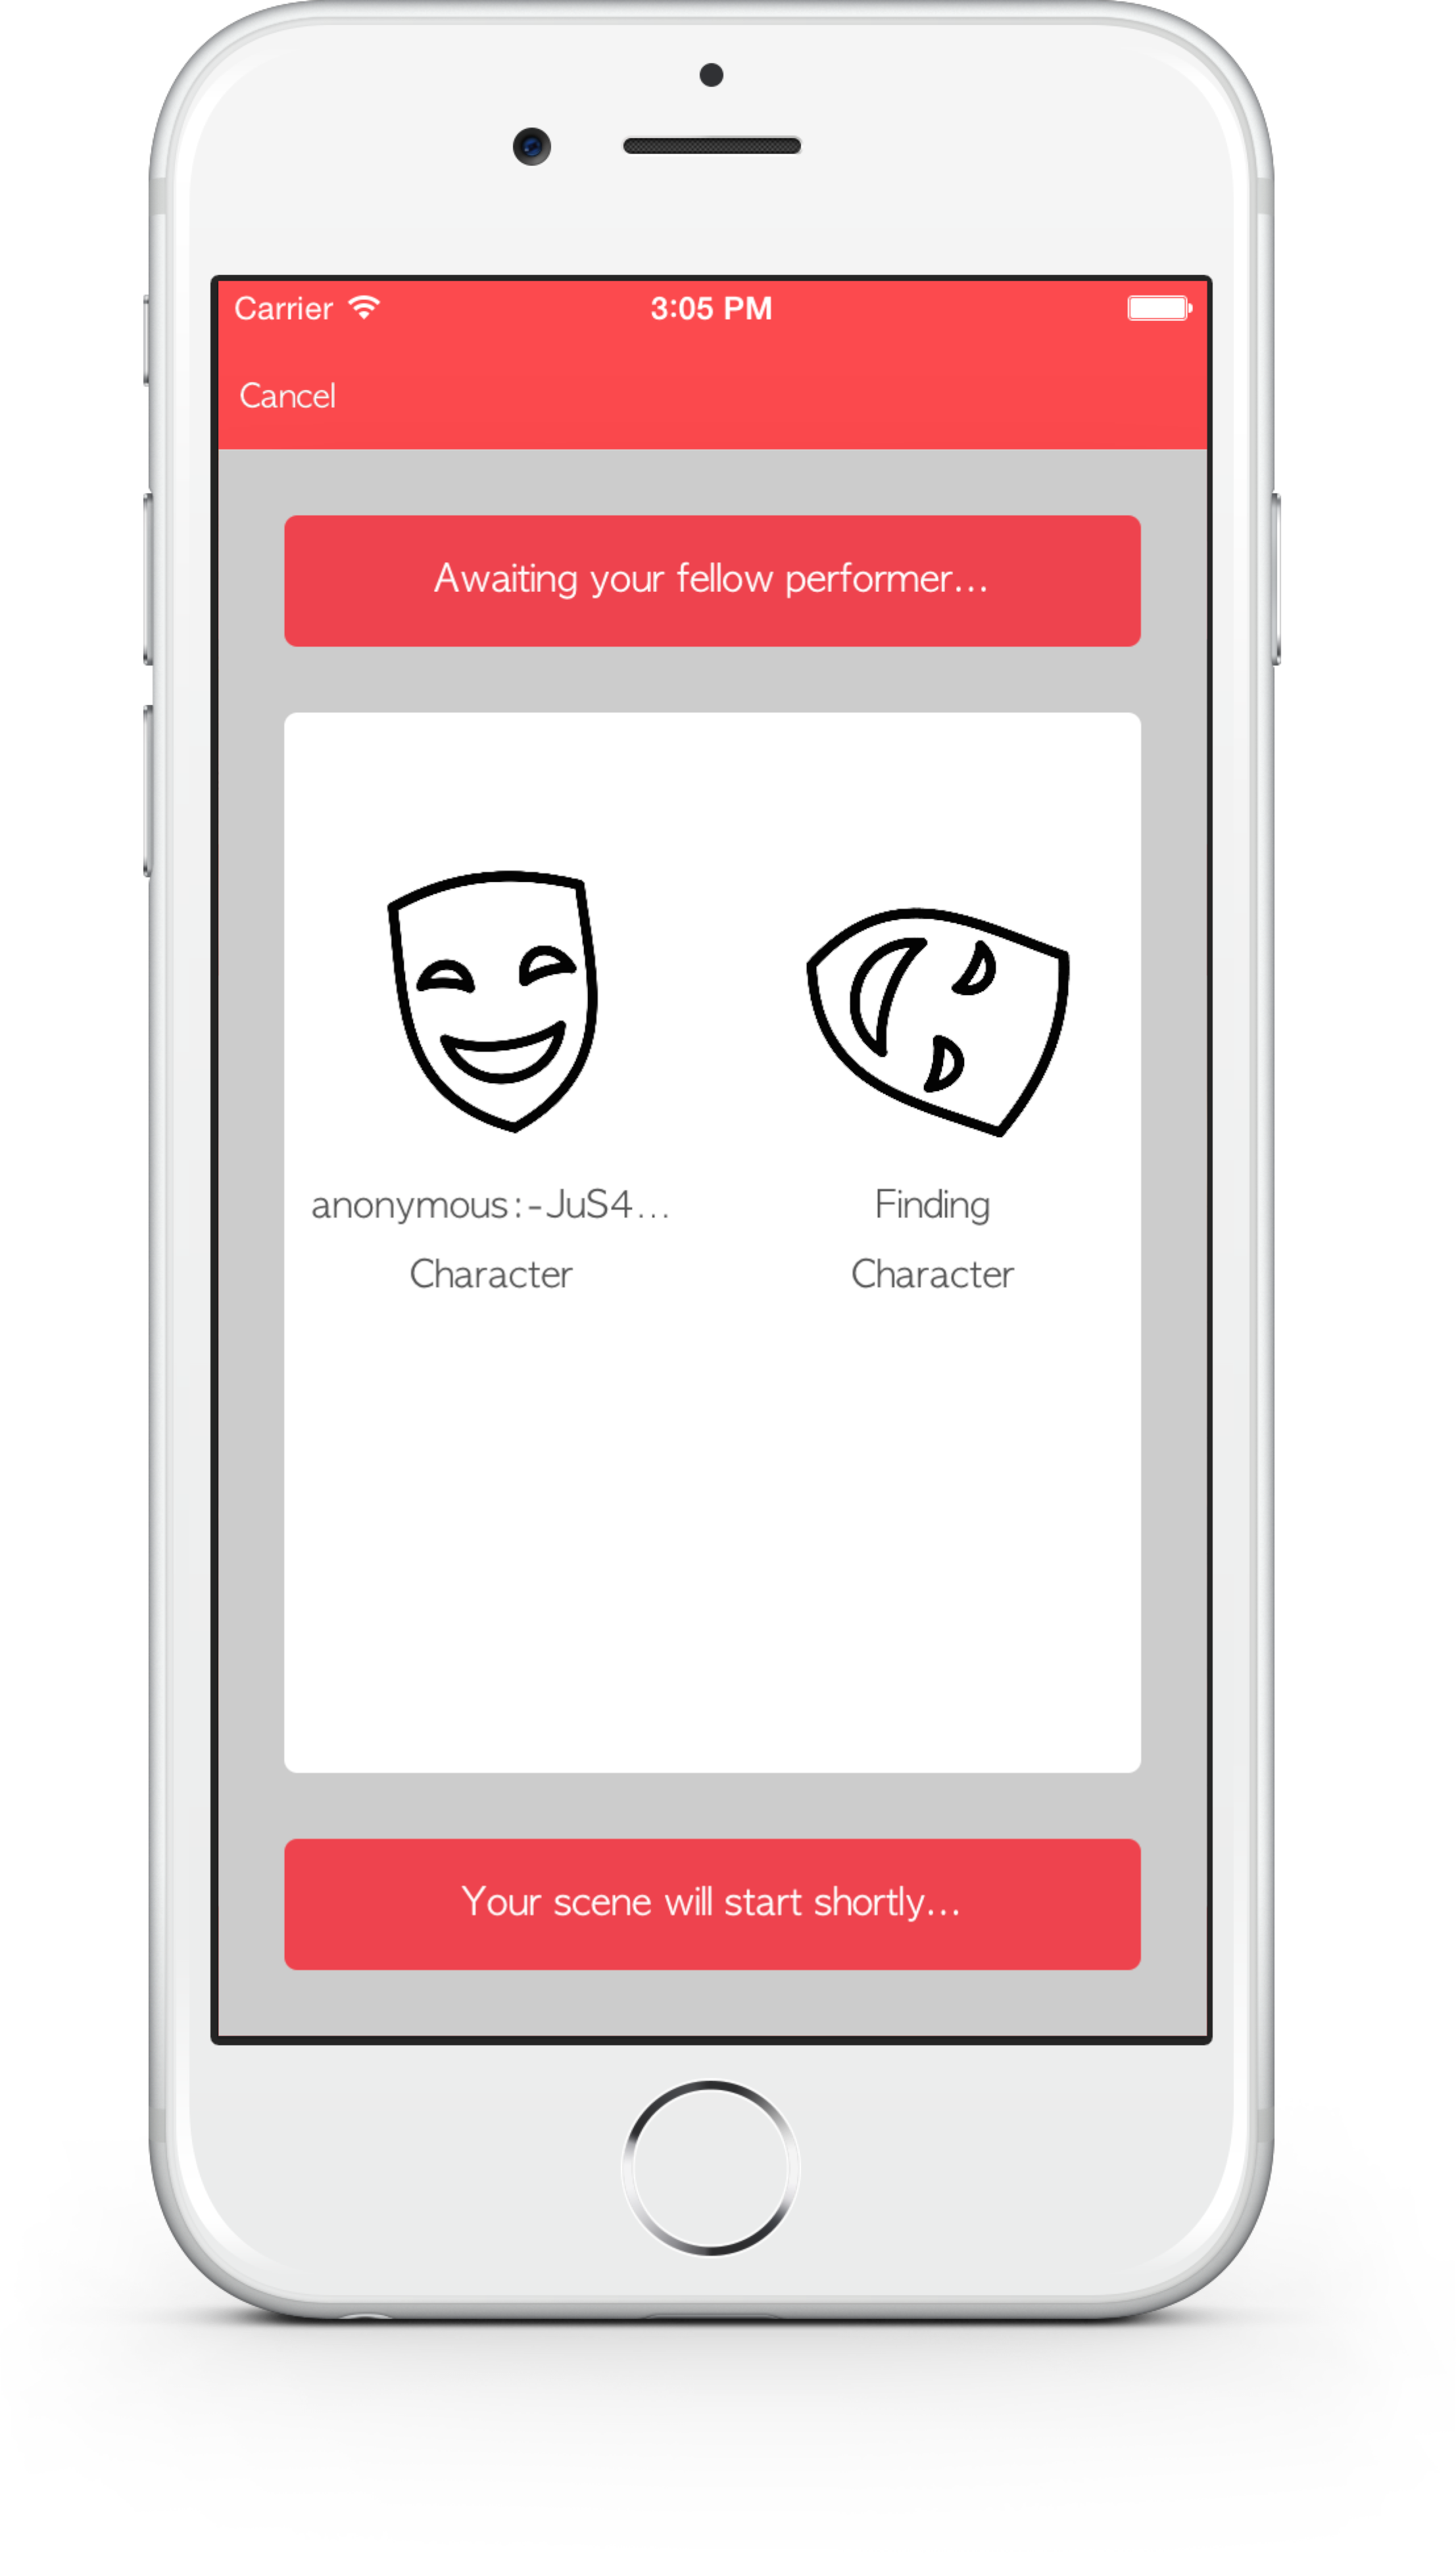 Carrier 3:05 PM
Cancel
Awaiting your fellow performer...
anonymous:-JuS4... Finding
Character Character
Your scene will start shortly...